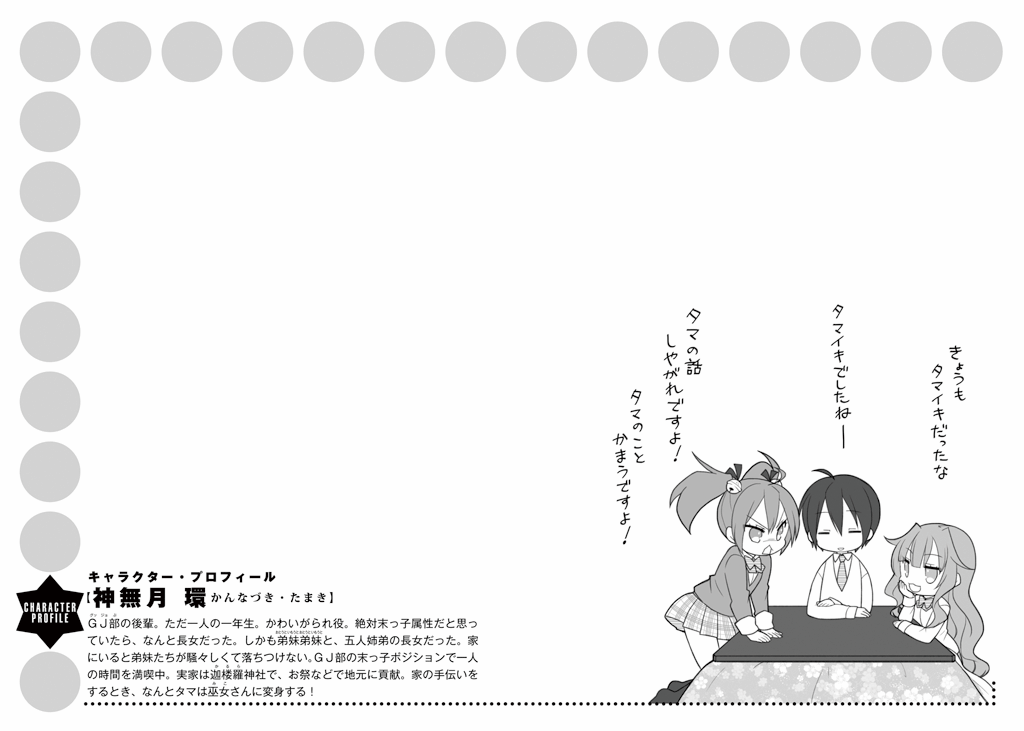 きょうも
タマイキだったな
タマイキでしたねー
タマの話
しやがれですよ!
タマのこと
かまうですよ!
CHARACTER
PROFILE
キャラクター・プロフィール
【神無月 環 かんなづき・たまき】
GJ部の後輩。ただ一人の一年生。かわいがられ役。絶対末っ子属性だと思っ
ていたら、なんと長女だった。しかも弟妹弟妹と、五人姉弟の長女だった。家
にいると弟妹たちが騒々しくて落ちつけない。GJ部の末っ子ポジションで一人
の時間を満喫中。実家は迦楼羅神社で、お祭などで地元に貢献。家の手伝いを
するとき、なんとタマは巫女さんに変身する!